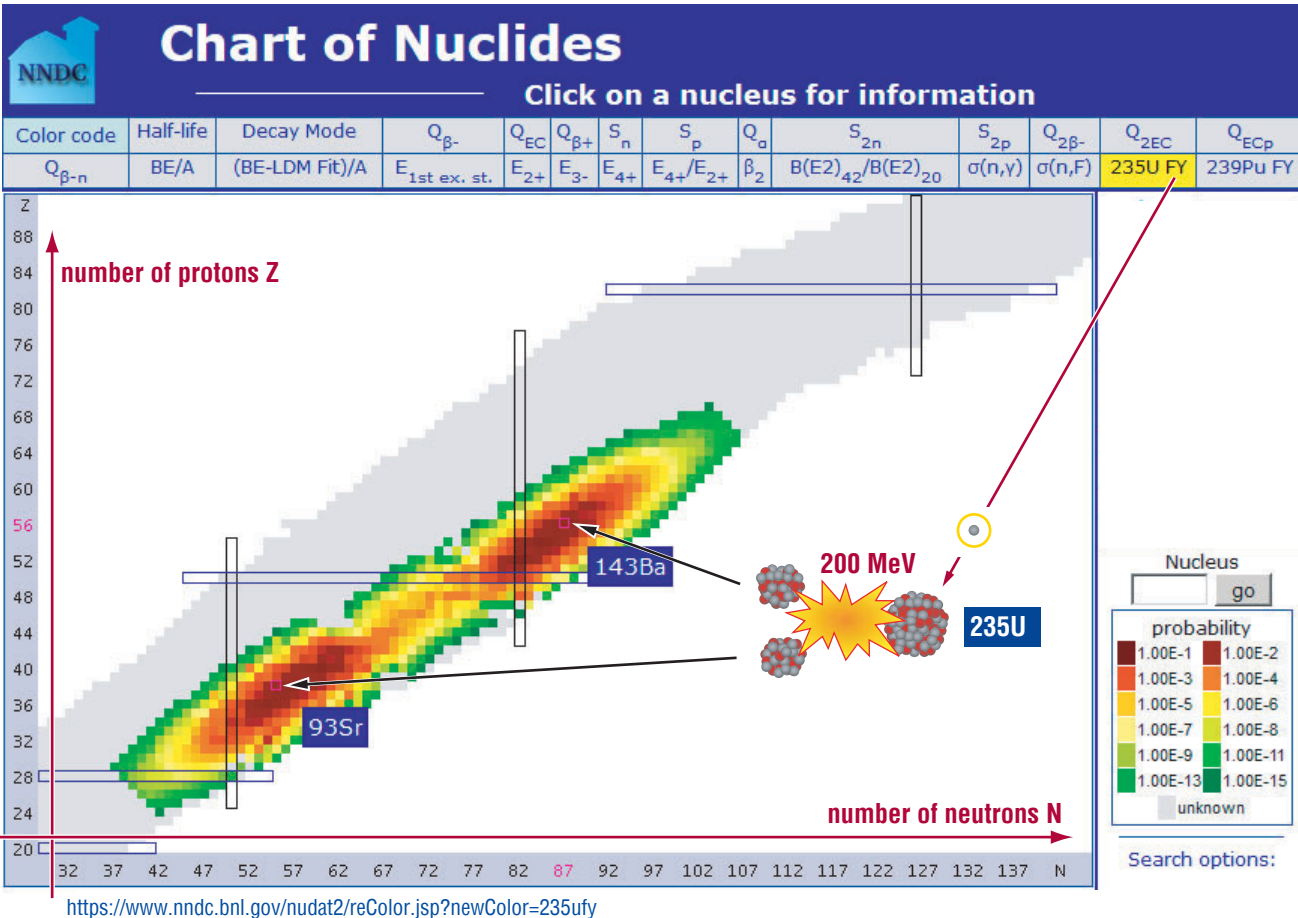 NNDC
Chart of Nuclides
Click on a nucleus for information
Color code Half-life Decay Mode Qβ- QEC Qβ+ Sn Sp Qα S2n S2p Q2β- Q2EC QECp
Qβ-n BE/A (BE-LDM Fit)/A E1st ex. st. E2+ E3- E4+ E4+/E2+ β2 B(E2)42/B(E2)20 σ(n,γ) σ(n,F) 235U FY 239Pu FY
Z
88
84
80
76
72
68
64
60
56
52
48
44
40
36
32
28
24
20
number of protons Z
143Ba
93Sr
200 MeV
235U
number of neutrons N
32 37 42 47 52 57 62 67 72 77 82 87 92 97 102 107 112 117 122 127 132 137 N
Nucleus
go
probability
1.00E-1 1.00E-2
1.00E-3 1.00E-4
1.00E-5 1.00E-6
1.00E-7 1.00E-8
1.00E-9 1.00E-11
1.00E-13 1.00E-15
unknown
Search options:
https://www.nndc.bnl.gov/nudat2/reColor.jsp?newColor=235ufy